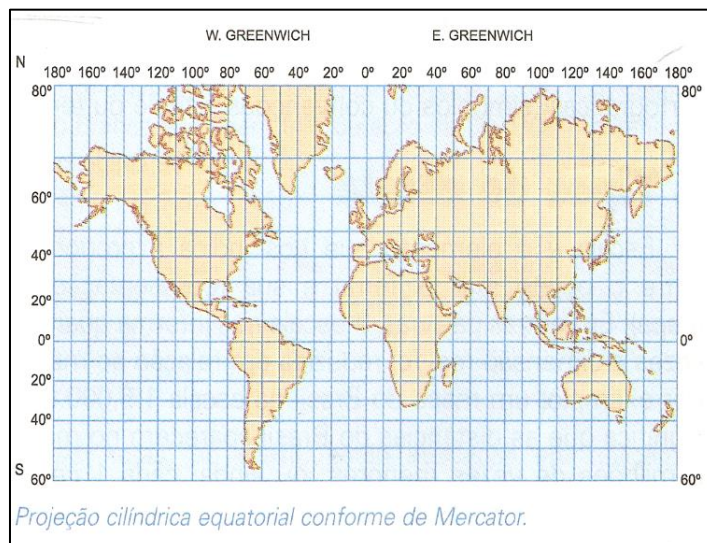 W. GREENWICH E. GREENWICH
N
180º 160º 140º 120º 100º 80º 60º 40º 20º 0º 20º 40º 60º 80º 100º 120º 140º 160º 180º
80º 80º
60º
40º
20º
0º 0º
20º
40º
S
60º 60º
Projeção cilíndrica equatorial conforme de Mercator.